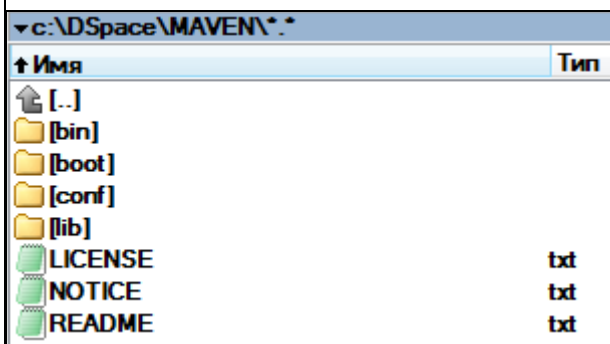 c:\DSpace\MAVEN\*.*
Имя Тип
[..]
[bin]
[boot]
[conf]
[lib]
LICENSE txt
NOTICE txt
README txt